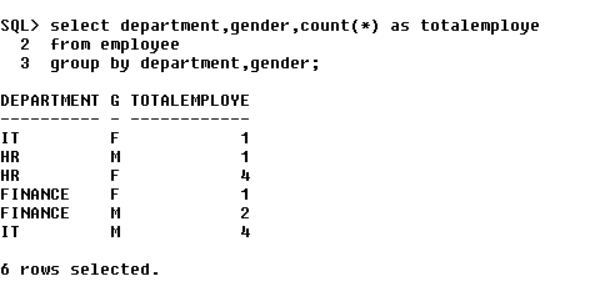 SQL> select department,gender,count(*) as totalemploye
2 from employee
3 group by department,gender;
DEPARTMENT G TOTALEMPLOYE
---------- - ------------
IT F 1
HR M 1
HR F 4
FINANCE F 1
FINANCE M 2
IT M 4
6 rows selected.